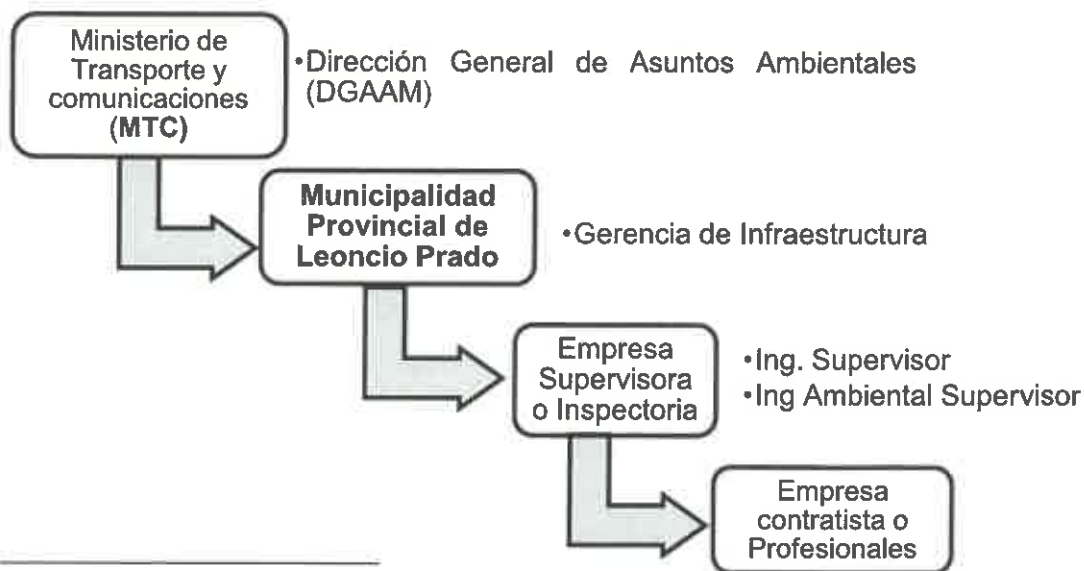 Ministerio de
Transporte y
comunicaciones
(MTC)
•Dirección General de Asuntos Ambientales
(DGAAM)
Municipalidad
Provincial de
Leoncio Prado
•Gerencia de Infraestructura
Empresa
Supervisora
o Inspectoria
•Ing. Supervisor
•Ing Ambiental Supervisor
Empresa
contratista o
Profesionales